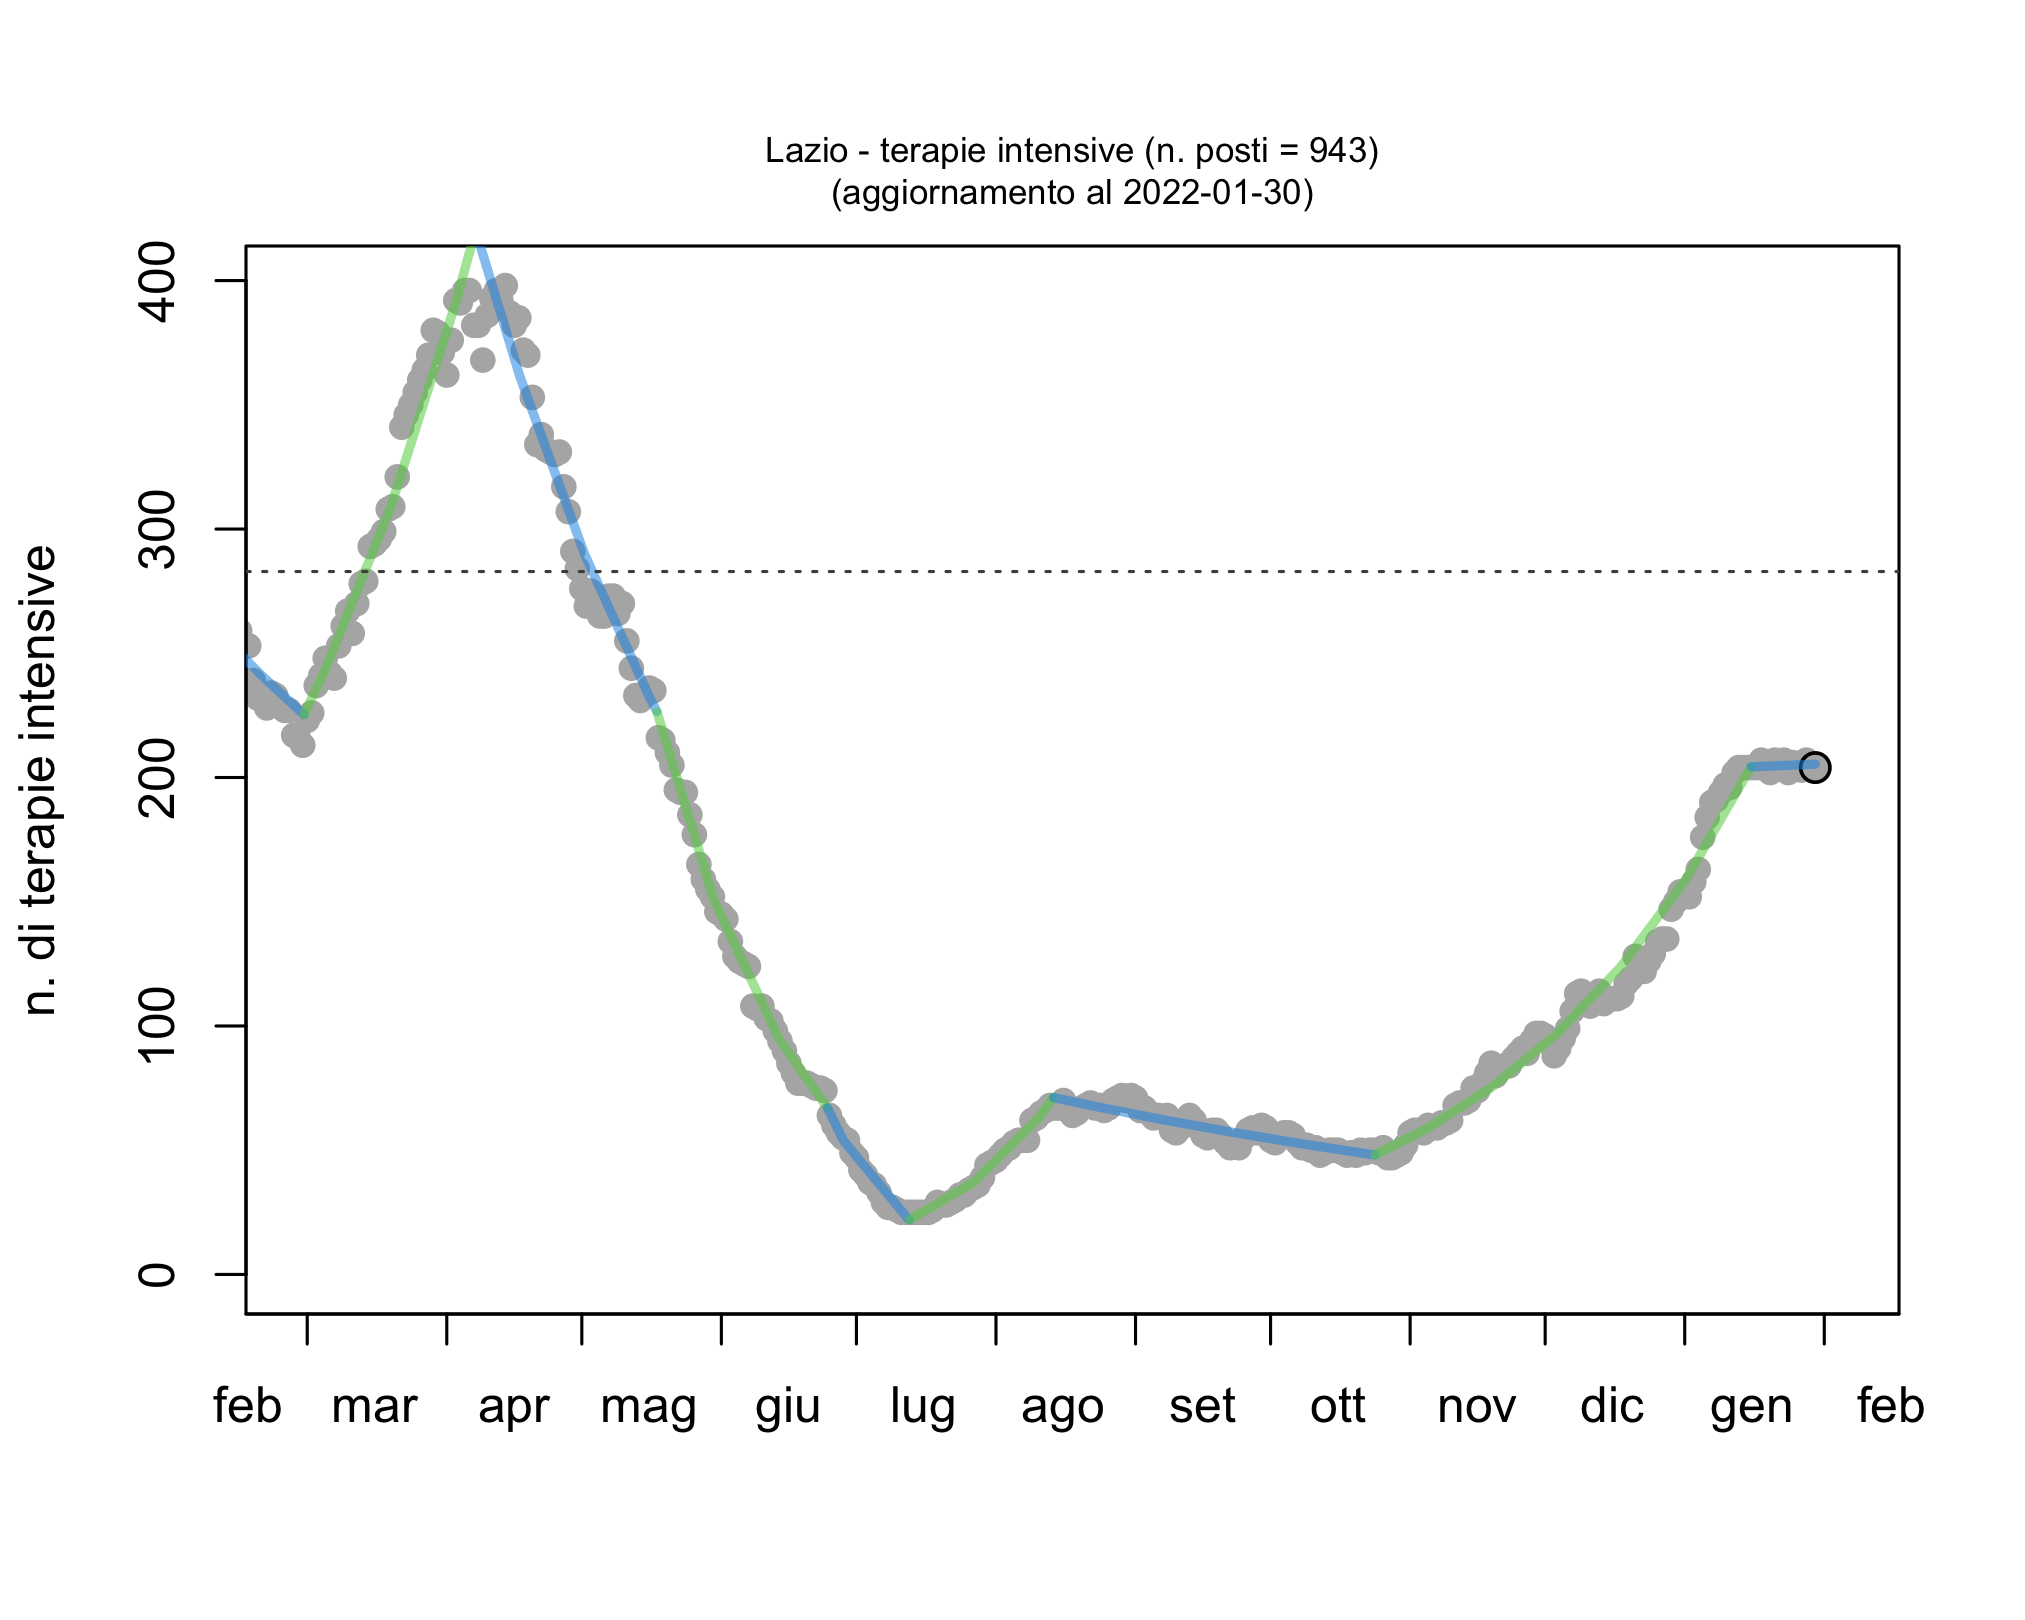 Lazio - terapie intensive (n. posti = 943)
(aggiornamento al 2022-01-30)
n. di terapie intensive
400
300
200
100
0
feb mar apr mag giu lug ago set ott nov dic gen feb